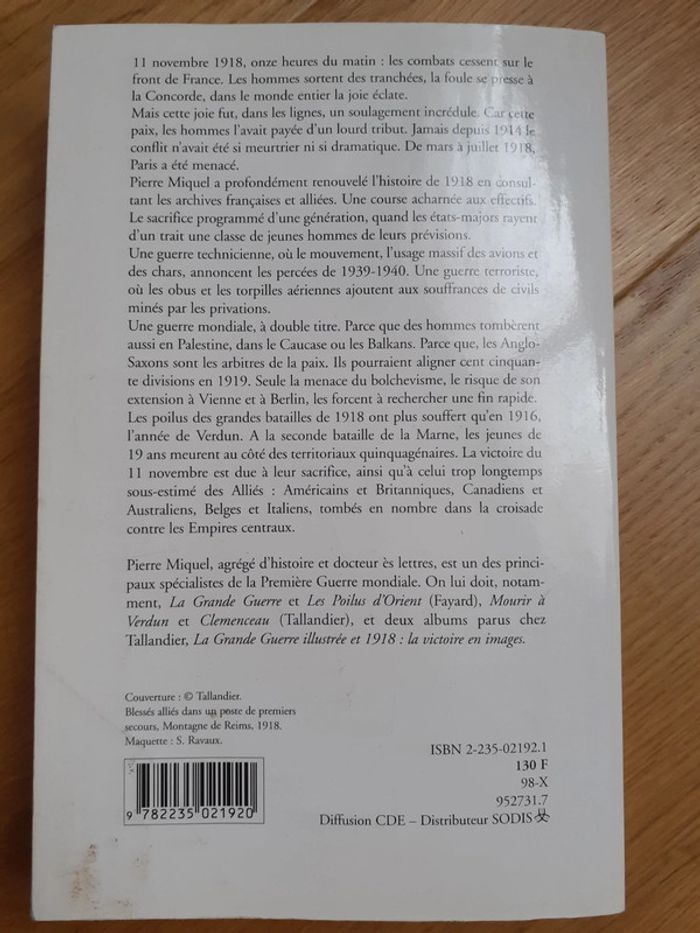 11 novembre 1918, onze heures du matin : les combats cessent sur le
front de France. Les hommes sortent des tranchées, la foule se presse à
la Concorde, dans le monde entier la joie éclate.
Mais cette joie fut, dans les lignes, un soulagement incrédule. Car cette
paix, les hommes l'avait payée d'un lourd tribut. Jamais depuis 1914 le
conflit n'avait été si meurtrier ni si dramatique. De mars à juillet 1918,
Paris a été menacé.
Pierre Miquel a profondément renouvelé l'histoire de 1918 en consul-
tant les archives françaises et alliées. Une course acharnée aux effectifs.
Le sacrifice programmé d'une génération, quand les états-majors rayent
d'un trait une classe de jeunes hommes de leurs prévisions.
Une guerre technicienne, où le mouvement, l'usage massif des avions et
des chars, annoncent les percées de 1939-1940. Une guerre terroriste,
où les obus et les torpilles aériennes ajoutent aux souffrances de civils
minés par les privations.
Une guerre mondiale, à double titre. Parce que des hommes tombèrent
aussi en Palestine, dans le Caucase ou les Balkans. Parce que, les Anglo-
Saxons sont les arbitres de la paix. Ils pourraient aligner cent cinquan-
te divisions en 1919. Seule la menace du bolchevisme, le risque de son
extension à Vienne et à Berlin, les forcent à rechercher une fin rapide.
Les poilus des grandes batailles de 1918 ont plus souffert qu'en 1916,
l'année de Verdun. A la seconde bataille de la Marne, les jeunes de
19 ans meurent au côté des territoriaux quinquagénaires. La victoire du
11 novembre est due à leur sacrifice, ainsi qu'à celui trop longtemps
sous-estimé des Alliés : Américains et Britanniques, Canadiens et
Australiens, Belges et Italiens, tombés en nombre dans la croisade
contre les Empires centraux.
Pierre Miquel, agrégé d'histoire et docteur ès lettres, est un des princi-
paux spécialistes de la Première Guerre mondiale. On lui doit, notam-
ment, La Grande Guerre et Les Poilus d'Orient (Fayard), Mourir à
Verdun et Clemenceau (Tallandier), et deux albums parus chez
Tallandier, La Grande Guerre illustrée et 1918 : la victoire en images.
Couverture : © Tallandier.
Blessés alliés dans un poste de premiers
secours, Montagne de Reims, 1918.
Maquette : S. Ravaux.
9 782235 021920
ISBN 2-235-02192.1
130 F
98-X
952731.7
Diffusion CDE – Distributeur SODIS